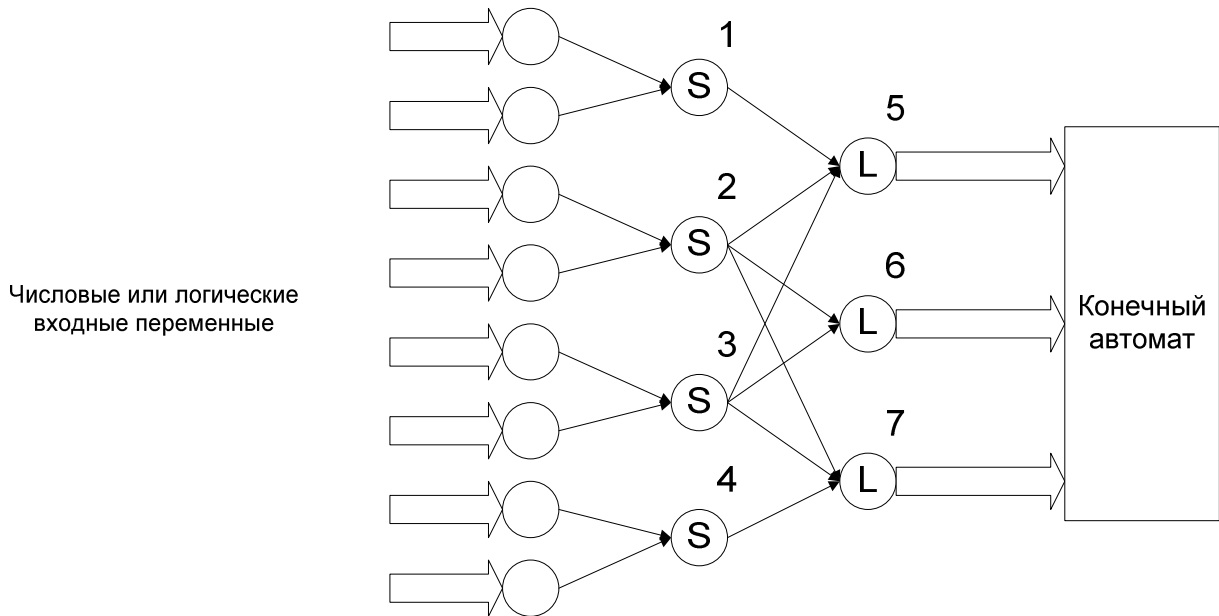 1
S
5
L
2
S
6
L
Числовые или логические
входные переменные
Конечный
автомат
3
S
7
L
4
S